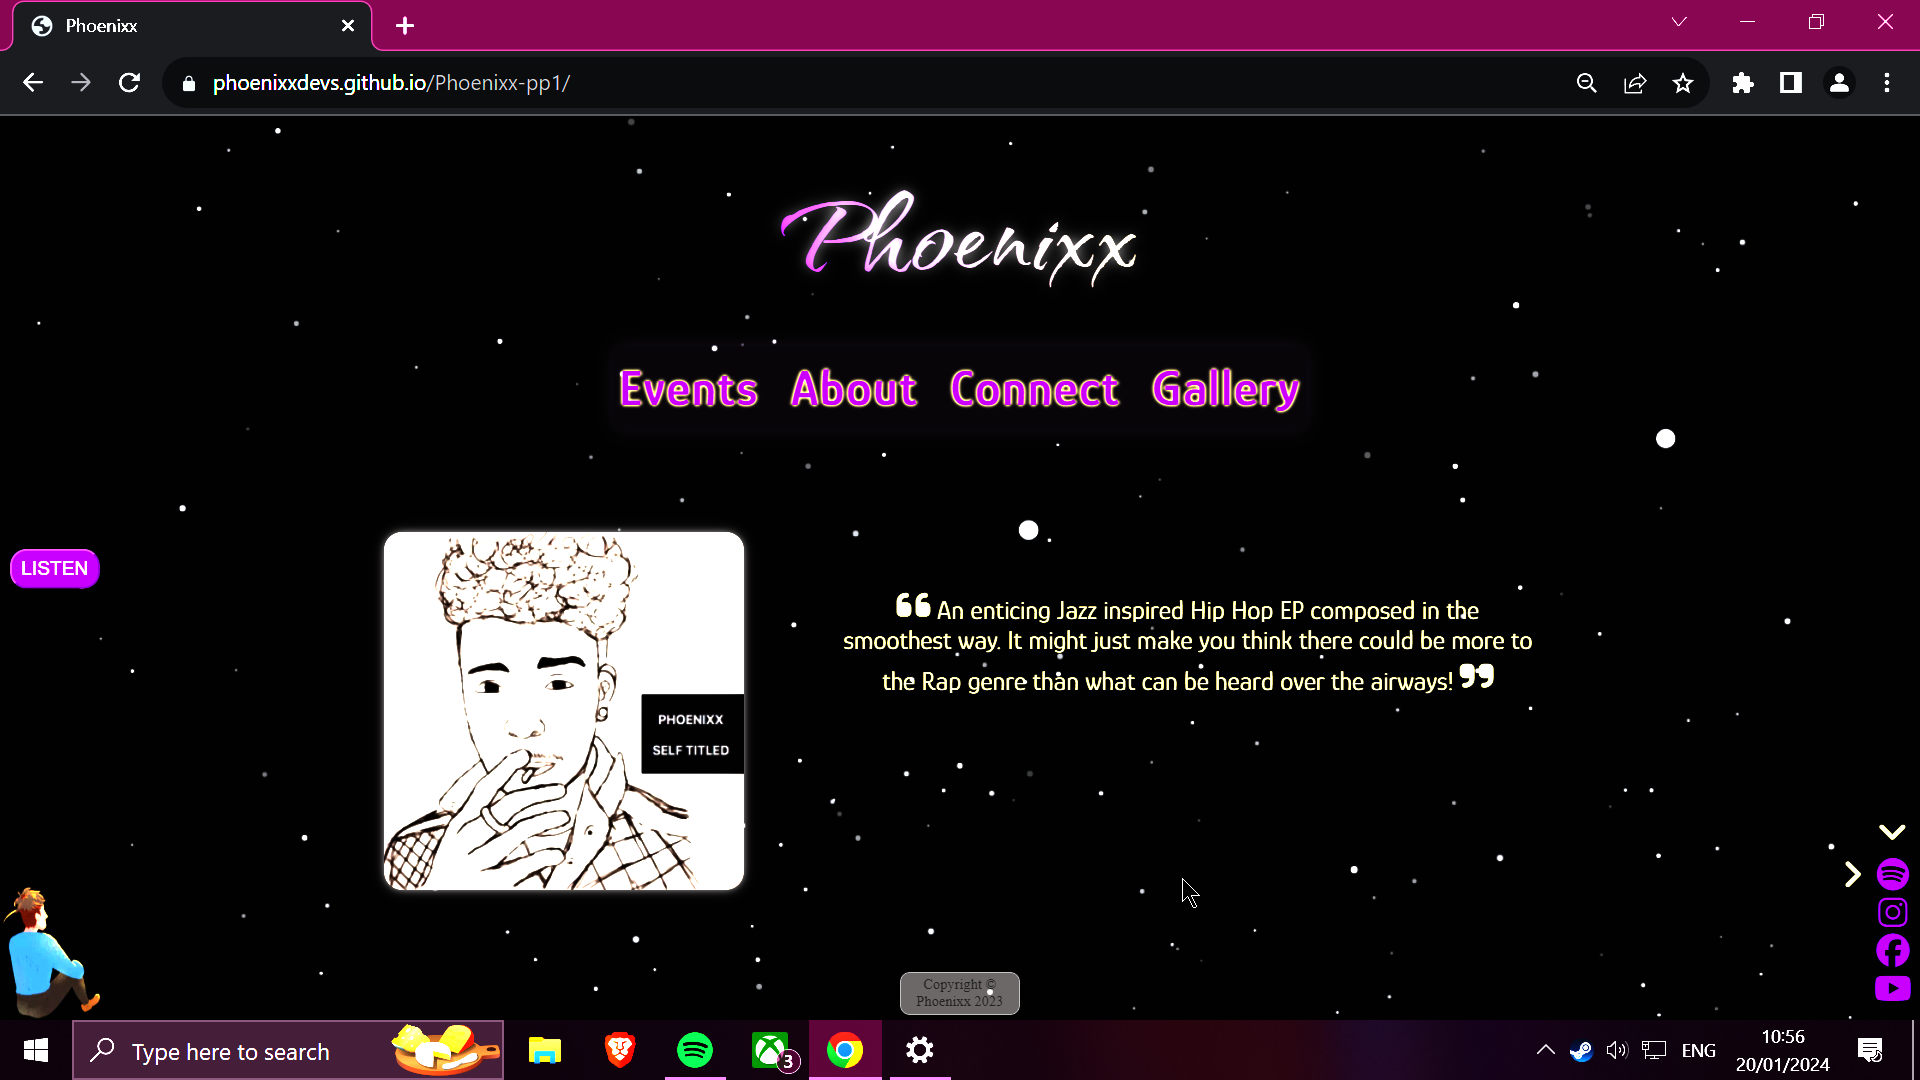 Phoenixx
phoenixxdevs.github.io/Phoenixx-pp1/
Phoenixx
Events About Connect Gallery
LISTEN
PHOENIXX
SELF TITLED
An enticing Jazz inspired Hip Hop EP composed in the
smoothest way. It might just make you think there could be more to
the Rap genre than what can be heard over the airways!
Copyright ©
Phoenixx 2023
Type here to search
3
ENG
10:56
20/01/2024